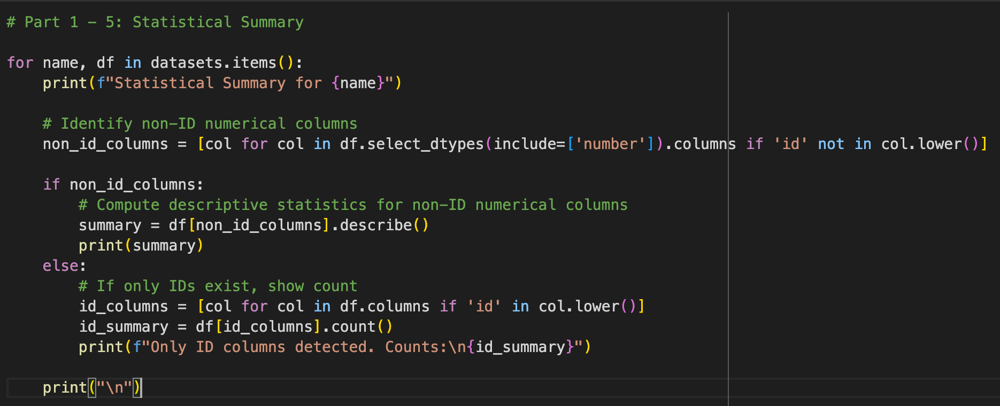 # Part 1 – 5: Statistical Summary
for name, df in datasets.items():
    print(f"Statistical Summary for {name}")
    # Identify non-ID numerical columns
    non_id_columns = [col for col in df.select_dtypes(include=['number']).columns if 'id' not in col.lower()]
    if non_id_columns:
        # Compute descriptive statistics for non-ID numerical columns
        summary = df[non_id_columns].describe()
        print(summary)
    else:
        # If only IDs exist, show count
        id_columns = [col for col in df.columns if 'id' in col.lower()]
        id_summary = df[id_columns].count()
        print(f"Only ID columns detected. Counts:\n{id_summary}")
    print("\n")